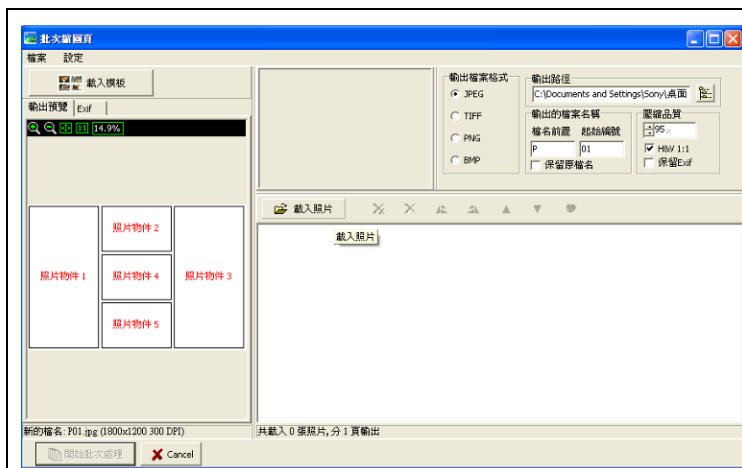 批次縮圖頁
檔案 設定
載入模板
輸出預覽 Exif
14.9%
照片物件 1
照片物件 2
照片物件 4
照片物件 5
照片物件 3
新的檔名: P01.jpg (1800x1200 300 DPI)
輸出檔案格式
JPEG
TIFF
PNG
BMP
輸出路徑
C:\Documents and Settings\Sony\桌面
輸出的檔案名稱
檔名前置 起始編號
P 01
保留原檔名
壓縮品質
95%
H&V 1:1
保留Exif
載入照片
載入照片
共載入 0 張照片, 分 1 頁輸出
開始批次處理 Cancel